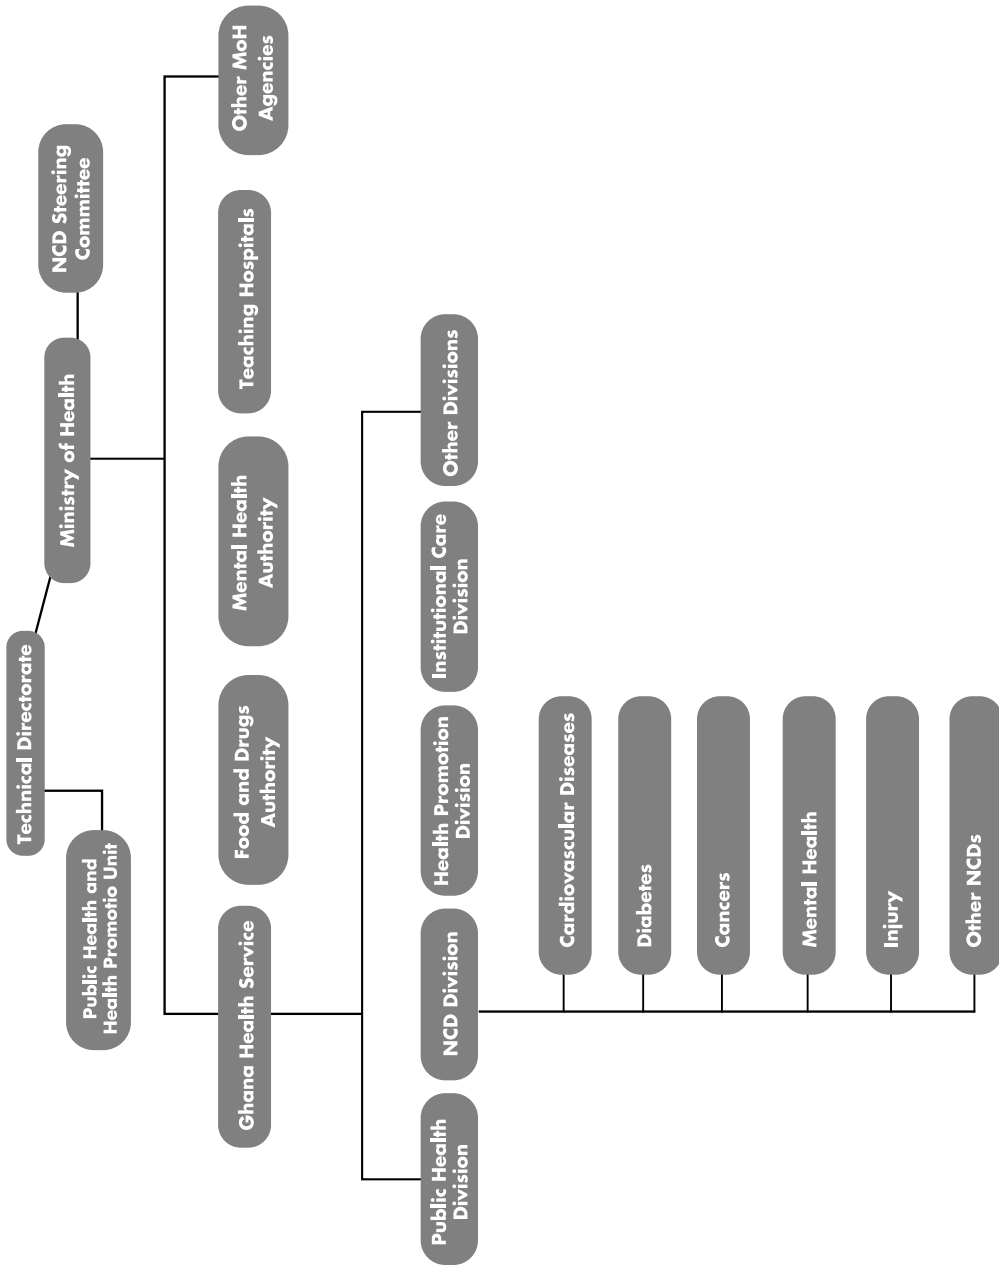 Technical Directorate
Public Health and
Health Promotio Unit
Ministry of Health
NCD Steering
Committee
Ghana Health Service
Food and Drugs
Authority
Mental Health
Authority
Teaching Hospitals
Other MoH
Agencies
Public Health
Division
NCD Division
Health Promotion
Division
Institutional Care
Division
Other Divisions
Cardiovascular Diseases
Diabetes
Cancers
Mental Health
Injury
Other NCDs